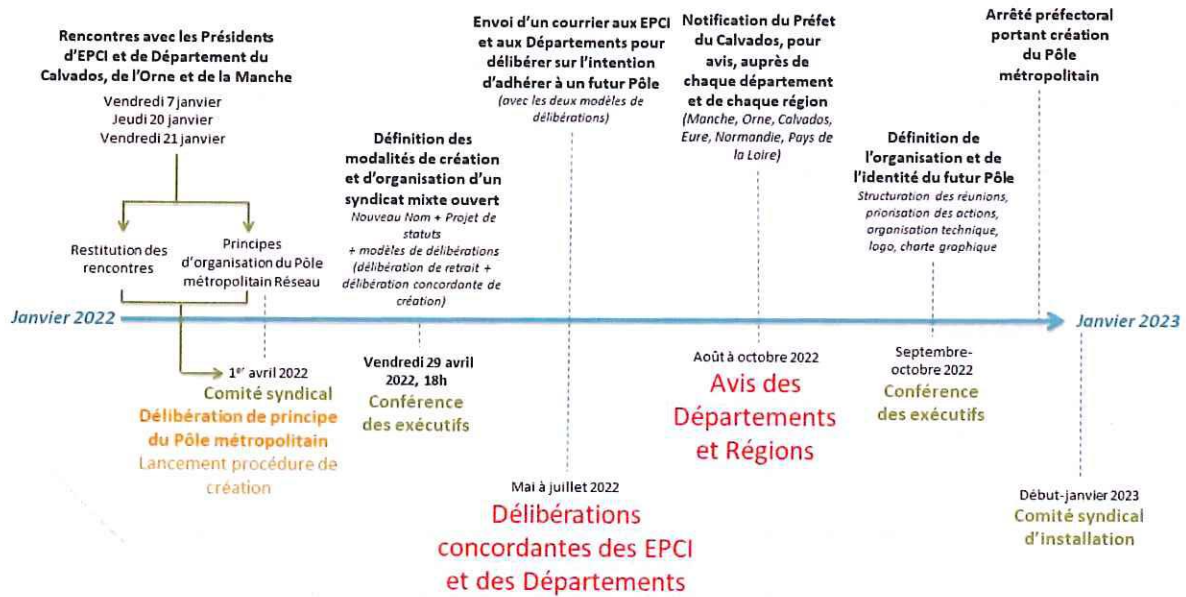 Rencontres avec les Présidents
d'EPCI et de Département du
Calvados, de l'Orne et de la Manche
Vendredi 7 janvier
Jeudi 20 janvier
Vendredi 21 janvier
Restitution des
rencontres
Principes
d'organisation du Pôle
métropolitain Réseau
Définition des
modalités de création
et d'organisation d'un
syndicat mixte ouvert
Nouveau Nom + Projet de
statuts
+ modèles de délibérations
(délibération de retrait +
délibération concordante de
création)
Envoi d'un courrier aux EPCI
et aux Départements pour
délibérer sur l'intention
d'adhérer à un futur Pôle
(avec les deux modèles de
délibérations)
Notification du Préfet
du Calvados, pour
avis, auprès de
chaque département
et de chaque région
(Manche, Orne, Calvados,
Eure, Normandie, Pays de
la Loire)
Définition de
l'organisation et de
l'identité du futur Pôle
Structuration des réunions,
priorisation des actions,
organisation technique,
logo, charte graphique
Arrêté préfectoral
portant création
du Pôle
métropolitain
Janvier 2022
Janvier 2023
1er avril 2022
Comité syndical
Délibération de principe
du Pôle métropolitain
Lancement procédure de
création
Vendredi 29 avril
2022, 18h
Conférence
des exécutifs
Mai à juillet 2022
Délibérations
concordantes des EPCI
et des Départements
Août à octobre 2022
Avis des
Départements
et Régions
Septembre-
octobre 2022
Conférence
des exécutifs
Début-janvier 2023
Comité syndical
d'installation